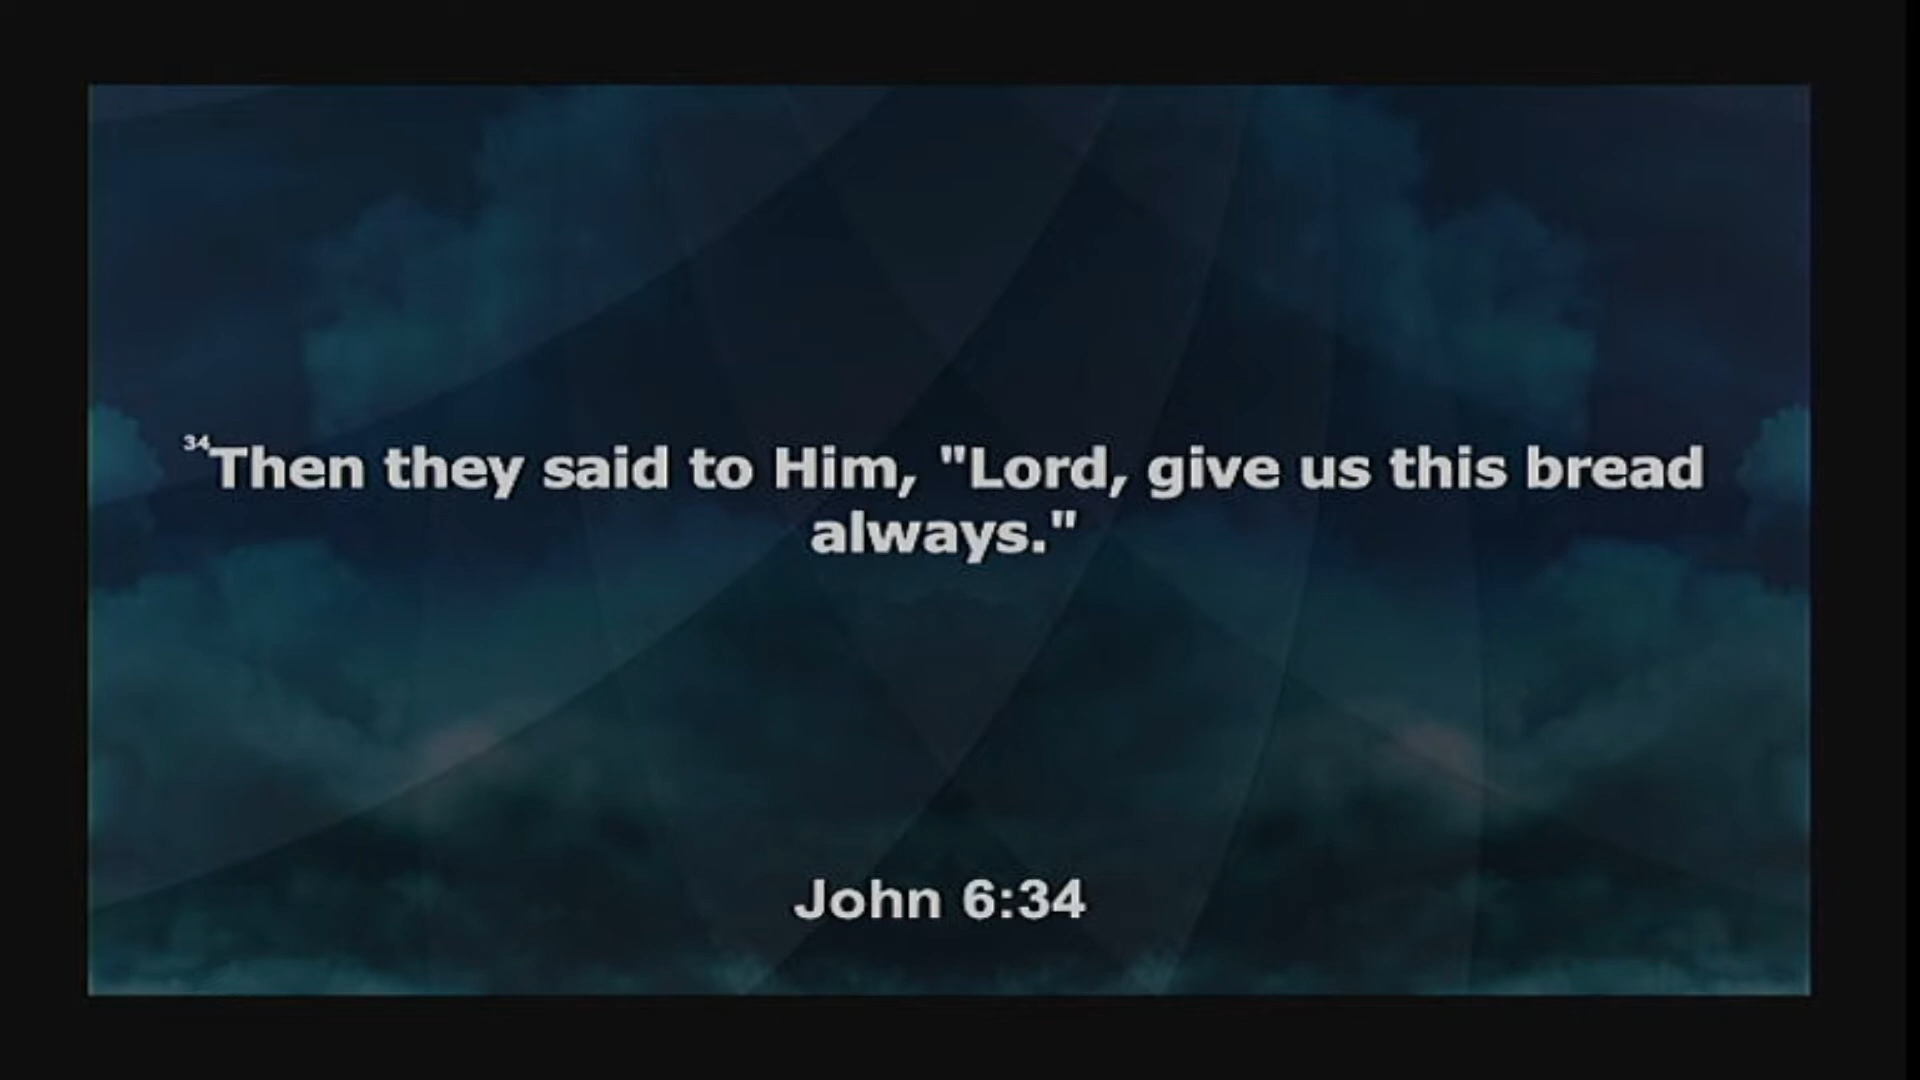 34Then they said to Him, "Lord, give us this bread
always."
John 6:34